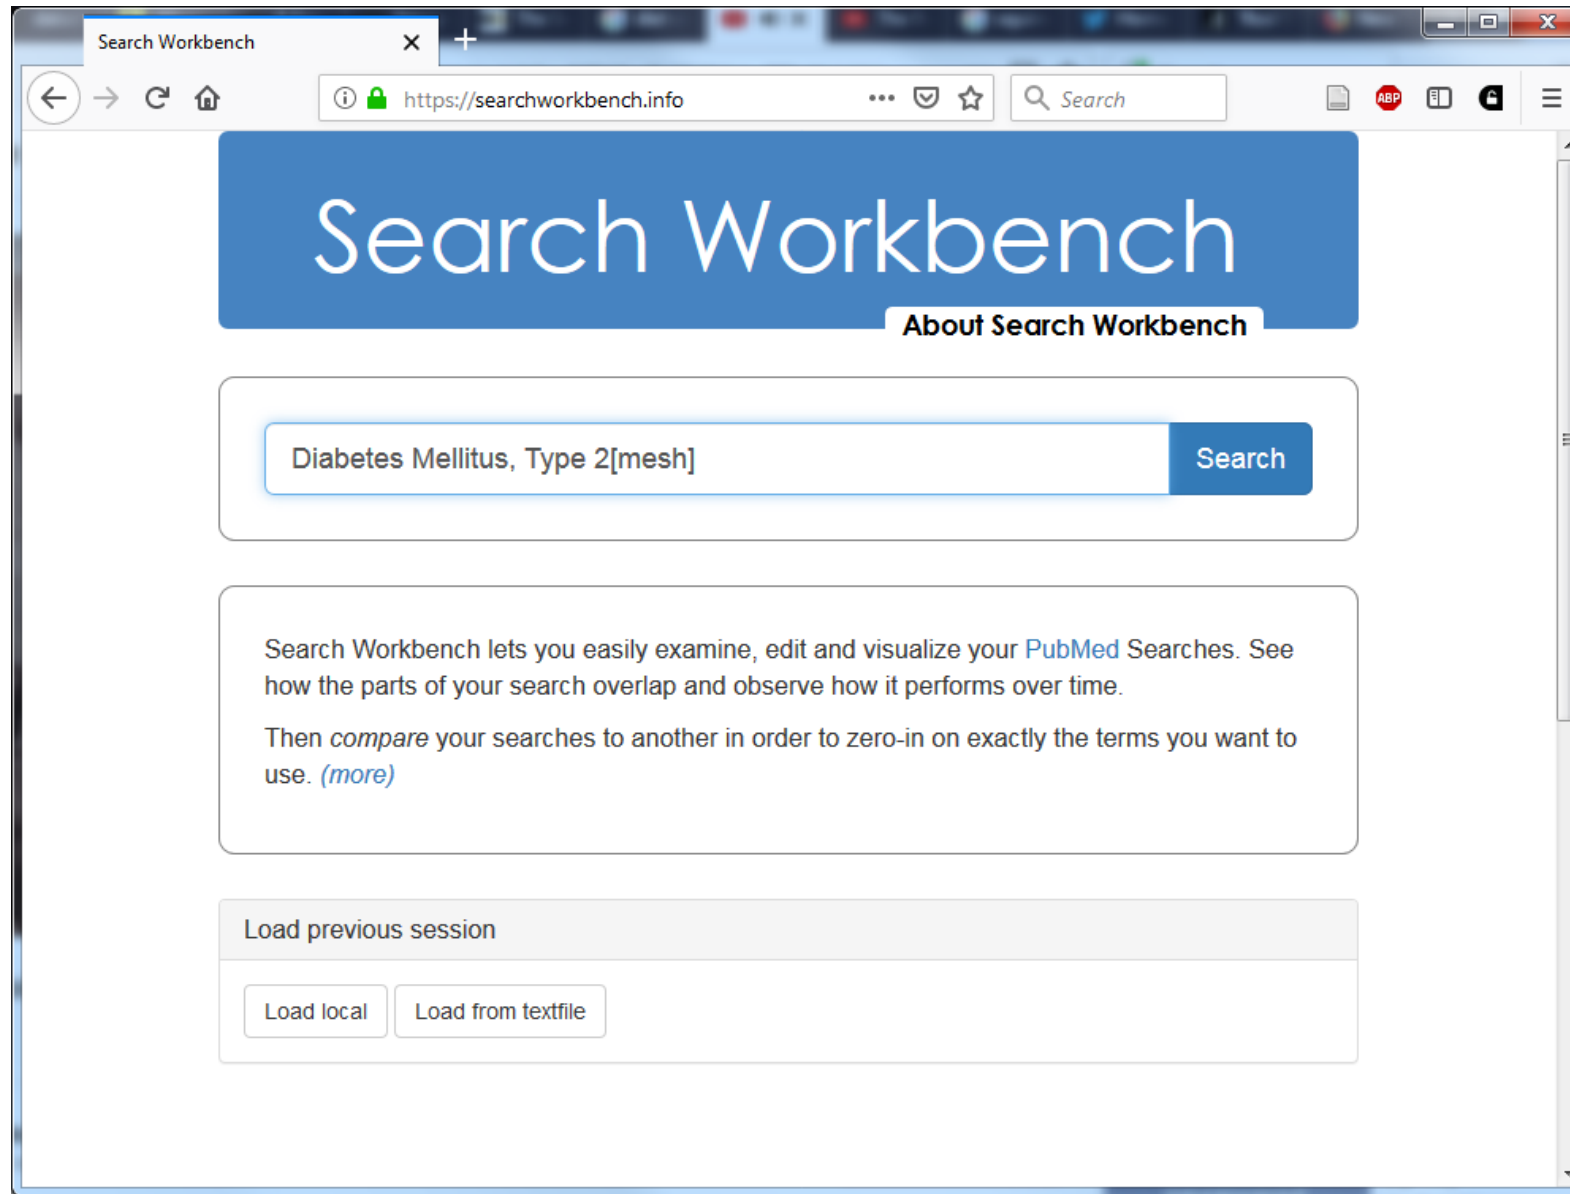 Search Workbench
https://searchworkbench.info
Search
ABP
Search Workbench
About Search Workbench
Diabetes Mellitus, Type 2[mesh]
Search
Search Workbench lets you easily examine, edit and visualize your PubMed Searches. See
how the parts of your search overlap and observe how it performs over time.
Then compare your searches to another in order to zero-in on exactly the terms you want to
use. (more)
Load previous session
Load local
Load from textfile